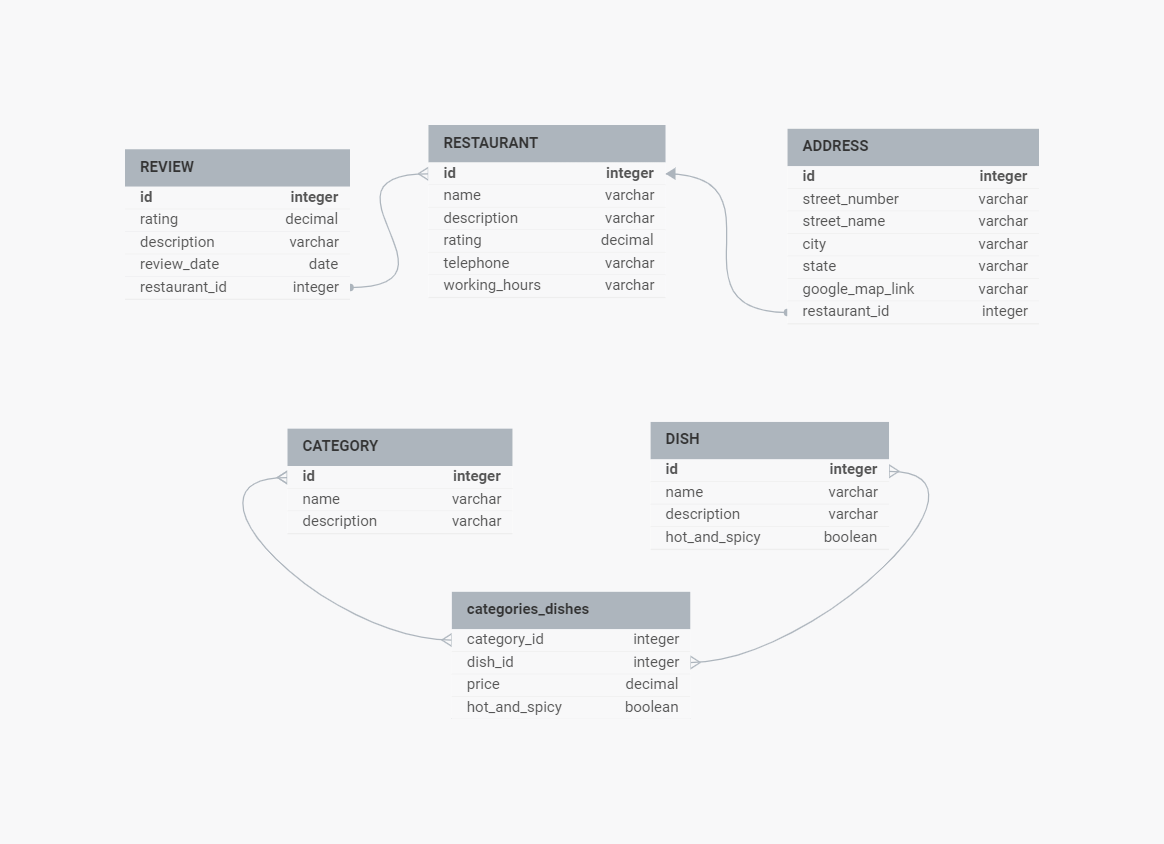 REVIEW
id integer
rating decimal
description varchar
review_date date
restaurant_id integer
RESTAURANT
id integer
name varchar
description varchar
rating decimal
telephone varchar
working_hours varchar
ADDRESS
id integer
street_number varchar
street_name varchar
city varchar
state varchar
google_map_link varchar
restaurant_id integer
CATEGORY
id integer
name varchar
description varchar
DISH
id integer
name varchar
description varchar
hot_and_spicy boolean
categories_dishes
category_id integer
dish_id integer
price decimal
hot_and_spicy boolean